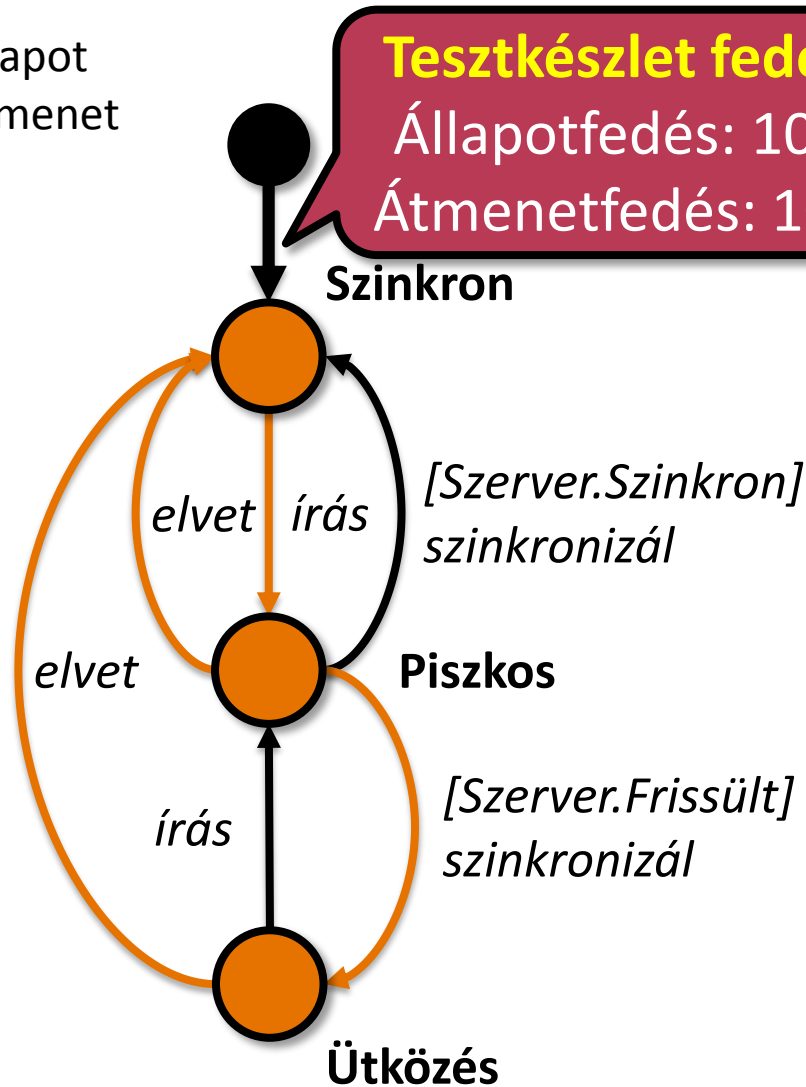 apot
menet
Tesztkészlet fed
Állapotfedés: 10
Átmenetfedés: 1
Szinkron
elvet
írás
[Szerver.Szinkron]
szinkronizál
elvet
Piszkos
[Szerver.Frissült]
szinkronizál
írás
Ütközés